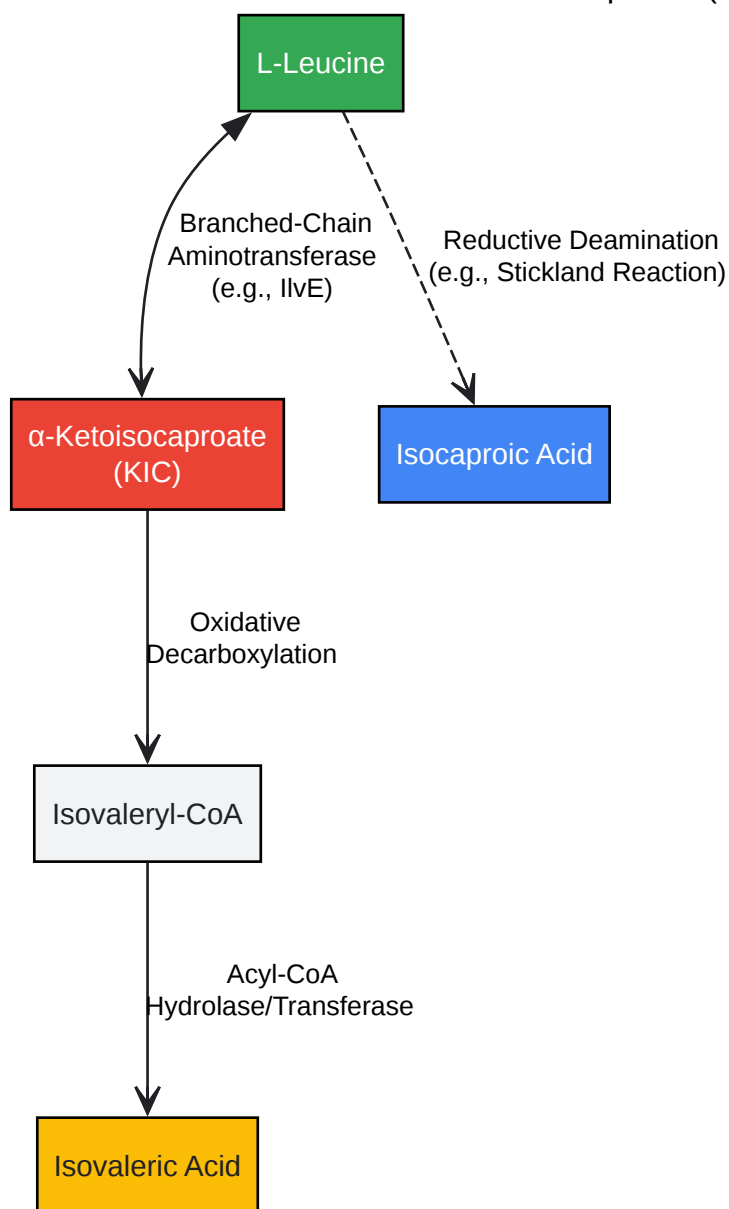 L-Leucine
Branched-Chain
Aminotransferase
(e.g., IlvE)
Reductive Deamination
(e.g., Stickland Reaction)
α-Ketoisocaproate
(KIC)
Isocaproic Acid
Oxidative
Decarboxylation
Isovaleryl-CoA
Acyl-CoA
Hydrolase/Transferase
Isovaleric Acid